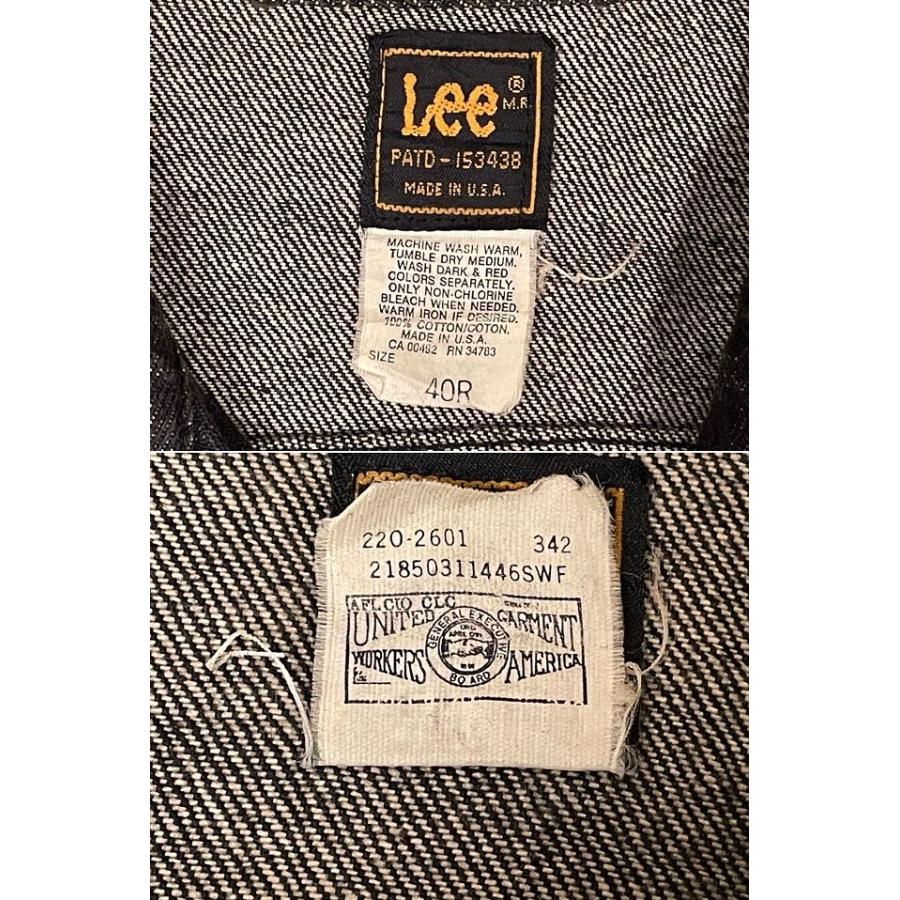 Lee ® M.R.
PATD-153438
MADE IN U.S.A.
MACHINE WASH WARM,
TUMBLE DRY MEDIUM.
WASH DARK & RED
COLORS SEPARATELY.
ONLY NON-CHLORINE
BLEACH WHEN NEEDED.
WARM IRON IF DESIRED.
100% COTTON/COTON.
MADE IN U.S.A.
CA 00492 RN 34783
SIZE
40R
220-2601 342
21850311446SWF
AFL CIO CLC
UNITED GARMENT
WORKERS AMERICA
GENERAL EXECUTIVE
BOARD